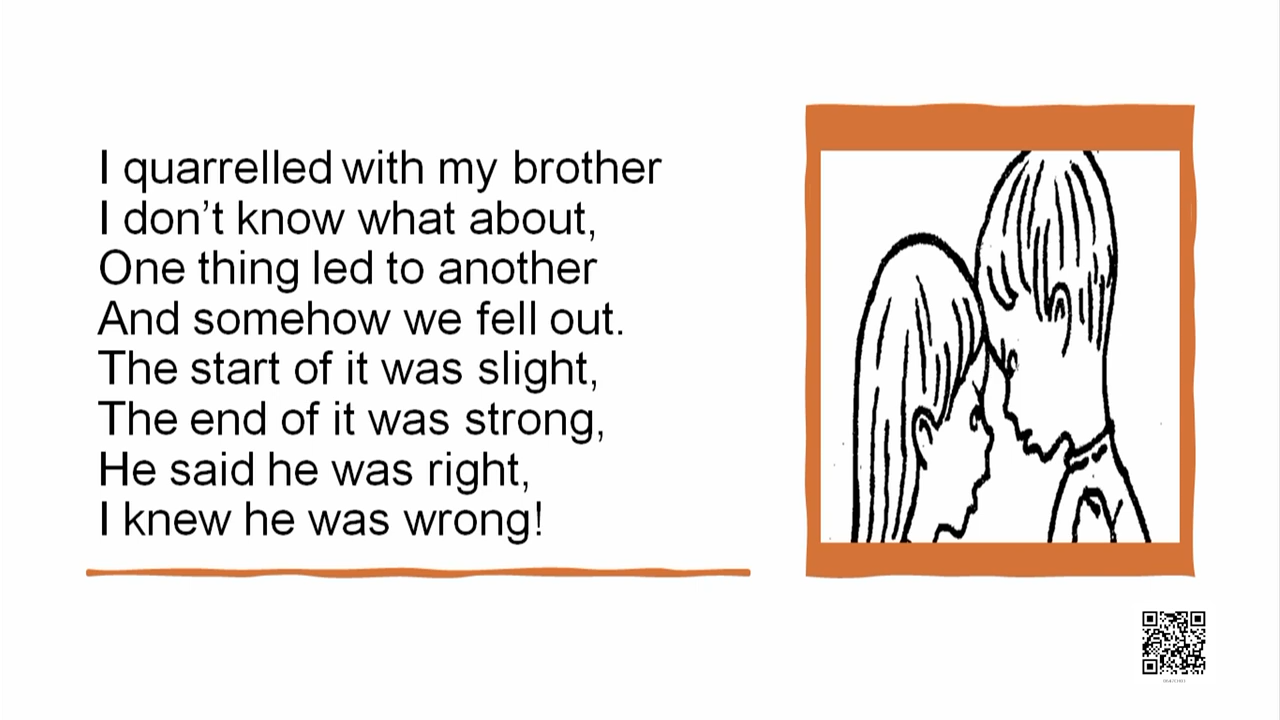 I quarrelled with my brother
I don’t know what about,
One thing led to another
And somehow we fell out.
The start of it was slight,
The end of it was strong,
He said he was right,
I knew he was wrong!